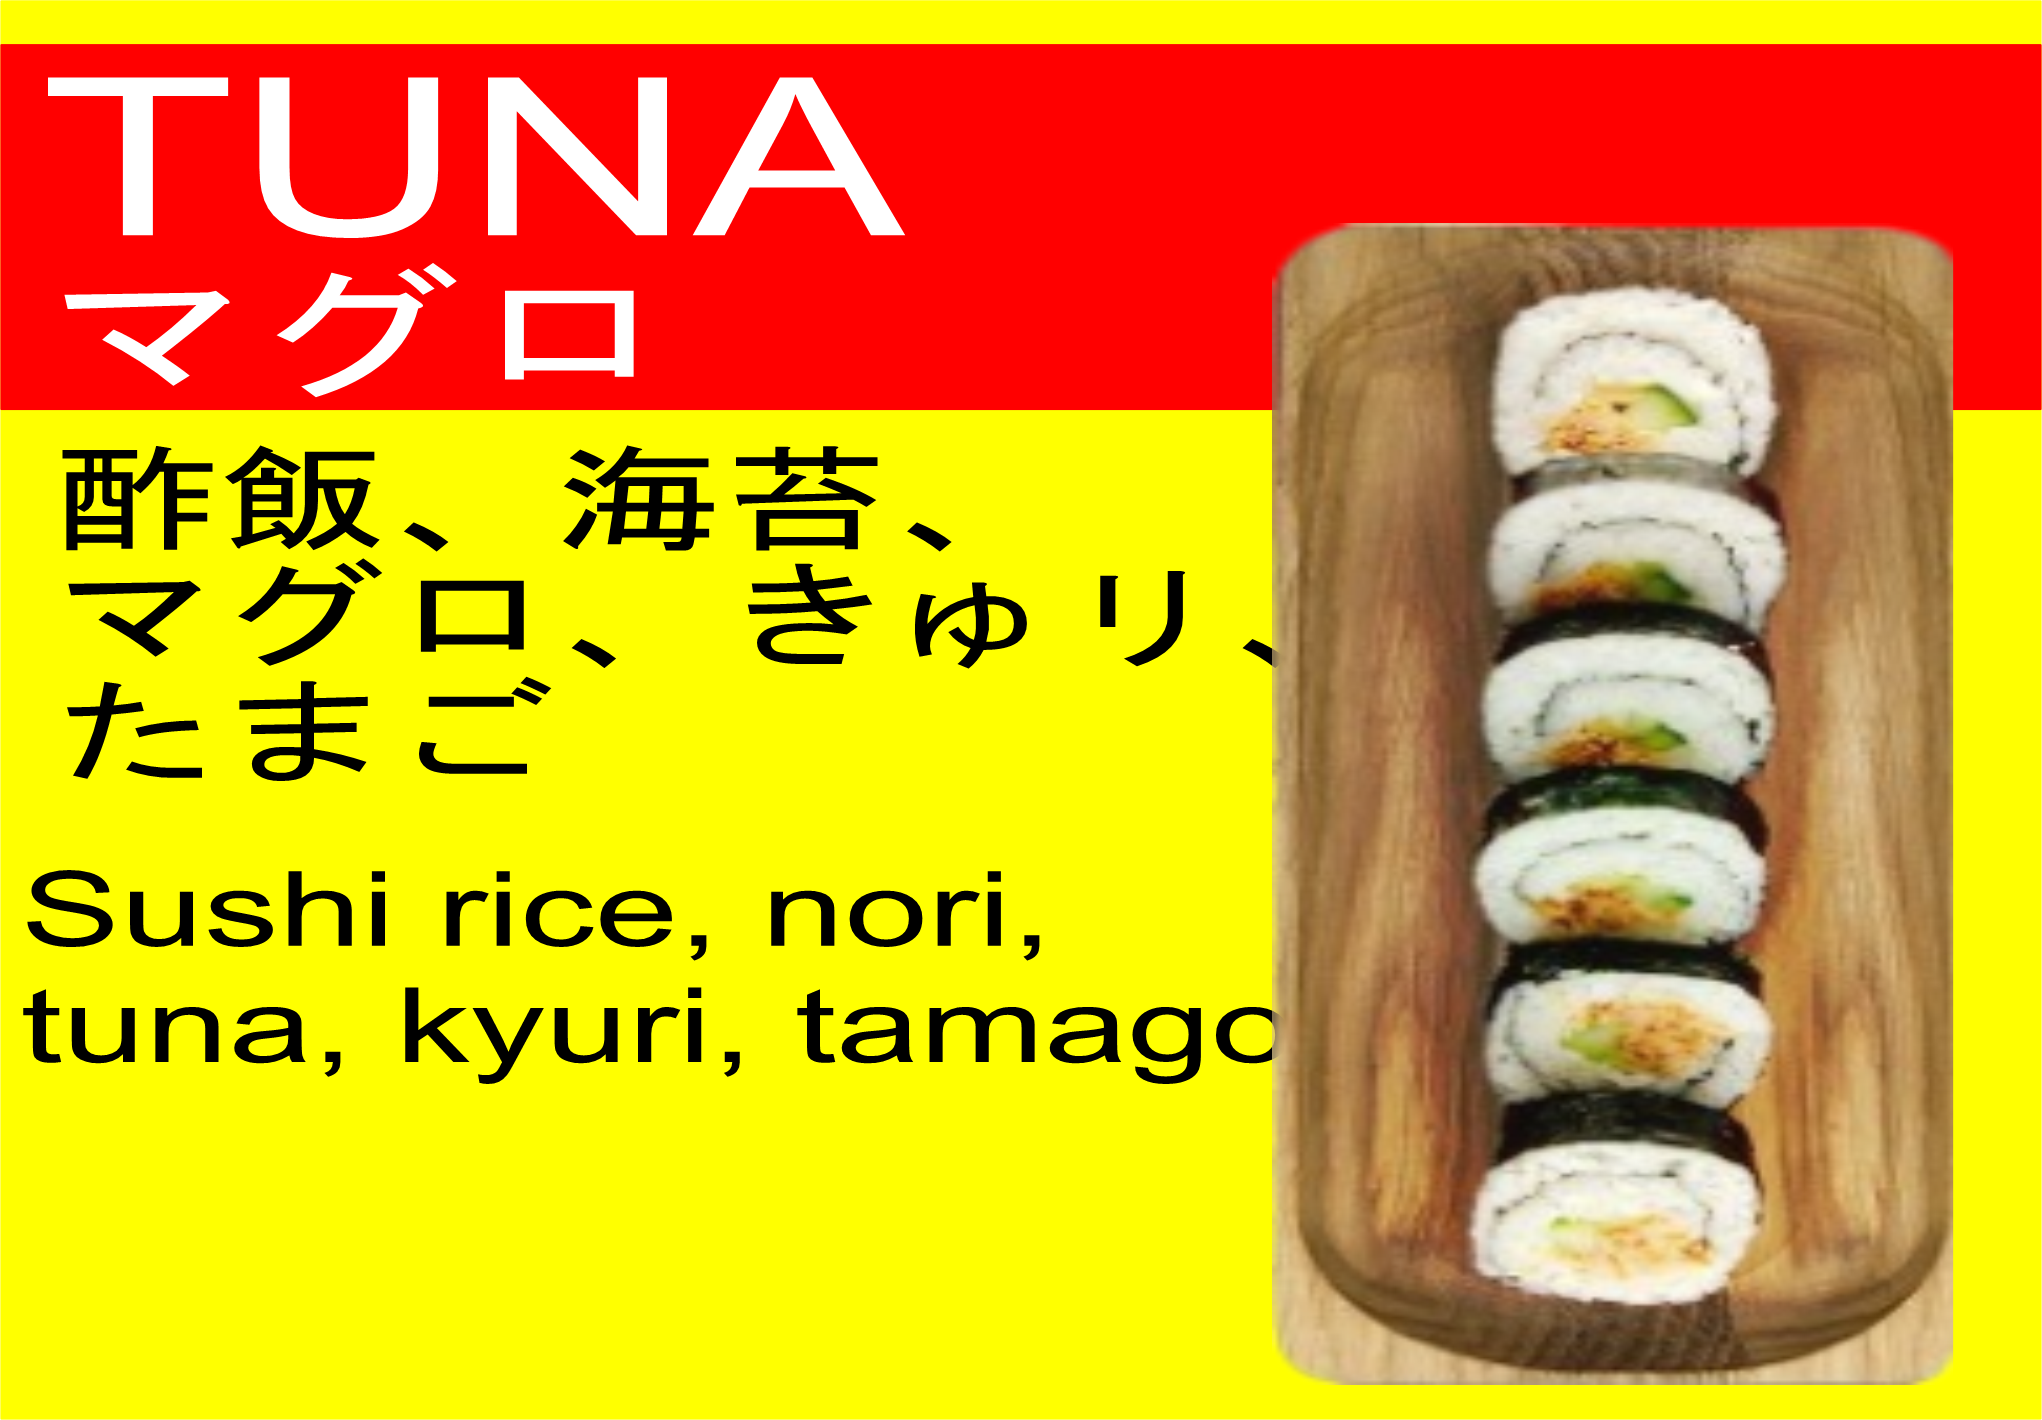 TUNA
マグロ
酢飯、海苔、
マグロ、きゅリ、
たまご
Sushi rice, nori,
tuna, kyuri, tamago